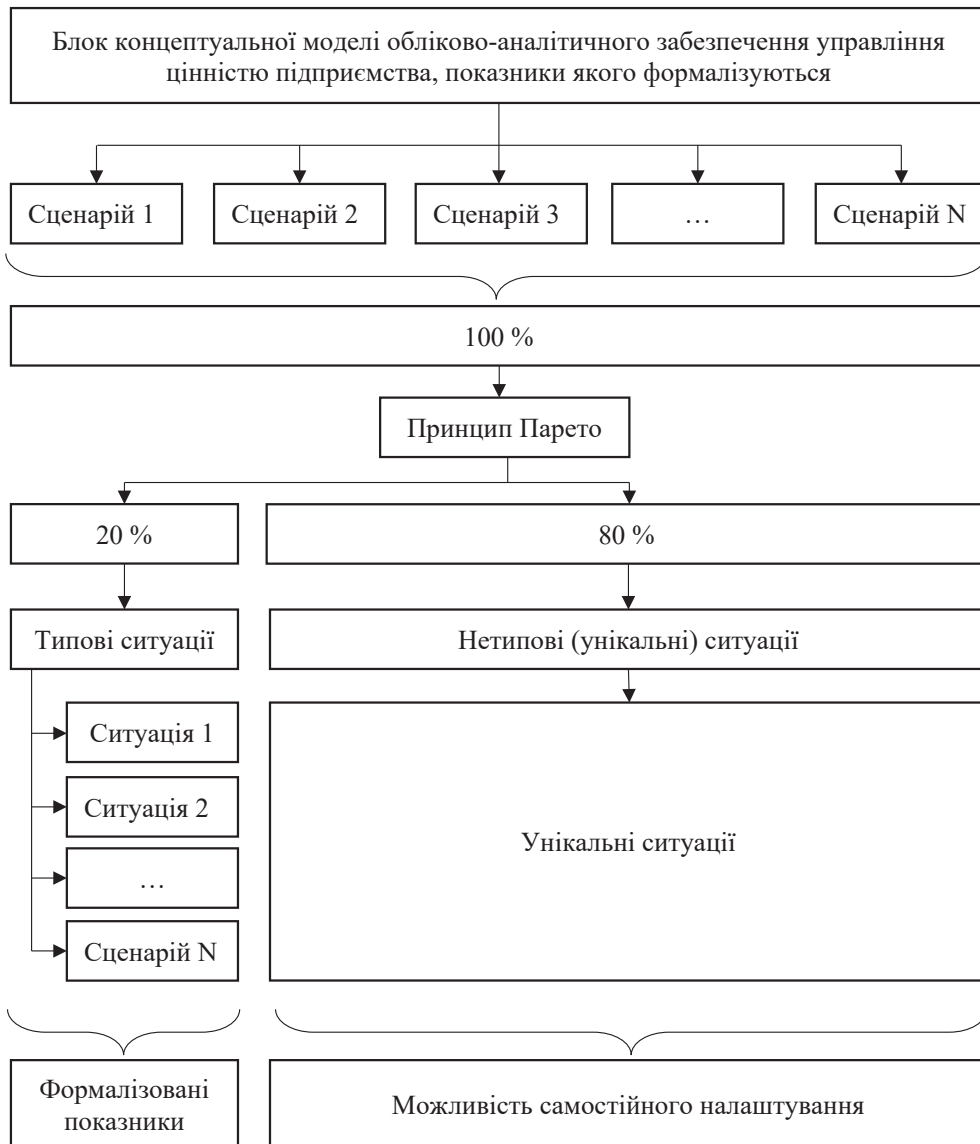 Блок концептуальної моделі обліково-аналітичного забезпечення управління
цінністю підприємства, показники якого формалізуються
Сценарій 1
Сценарій 2
Сценарій 3
…
Сценарій N
100 %
Принцип Парето
20 %
80 %
Типові ситуації
Нетипові (унікальні) ситуації
Ситуація 1
Ситуація 2
…
Сценарій N
Унікальні ситуації
Формалізовані
показники
Можливість самостійного налаштування